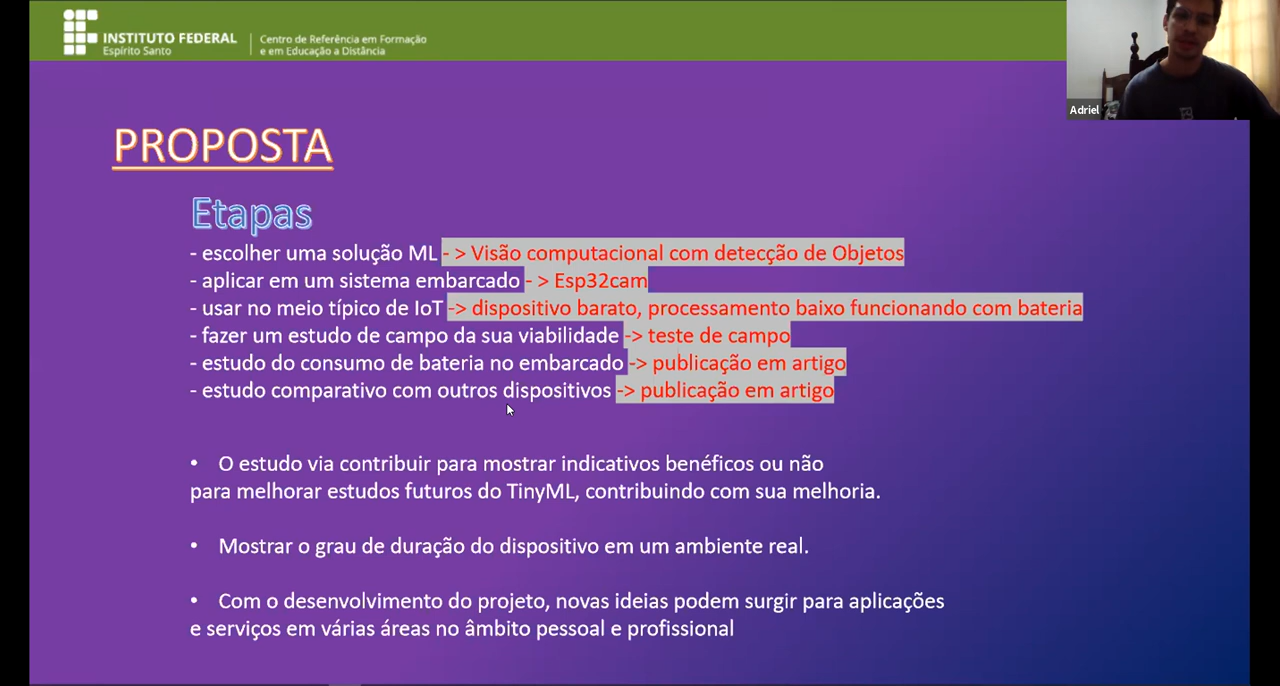 INSTITUTO FEDERAL
Espírito Santo
Centro de Referência em Formação
e em Educação a Distância
Adriel
PROPOSTA
Etapas
- escolher uma solução ML - > Visão computacional com detecção de Objetos
- aplicar em um sistema embarcado - > Esp32cam
- usar no meio típico de IoT -> dispositivo barato, processamento baixo funcionando com bateria
- fazer um estudo de campo da sua viabilidade -> teste de campo
- estudo do consumo de bateria no embarcado -> publicação em artigo
- estudo comparativo com outros dispositivos -> publicação em artigo
• O estudo via contribuir para mostrar indicativos benéficos ou não
para melhorar estudos futuros do TinyML, contribuindo com sua melhoria.
• Mostrar o grau de duração do dispositivo em um ambiente real.
• Com o desenvolvimento do projeto, novas ideias podem surgir para aplicações
e serviços em várias áreas no âmbito pessoal e profissional